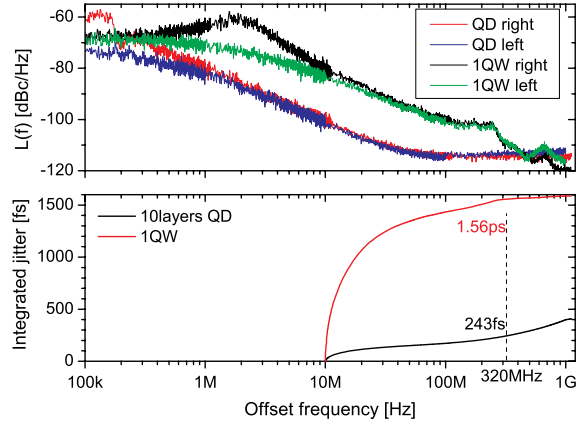 L(f) [dBc/Hz]
-60
-80
-100
-120
QD right
QD left
1QW right
1QW left
Integrated jitter [fs]
1500
1000
500
0
10layers QD
1QW
1.56ps
243fs
100k
1M
10M
100M
1G
320MHz
Offset frequency [Hz]